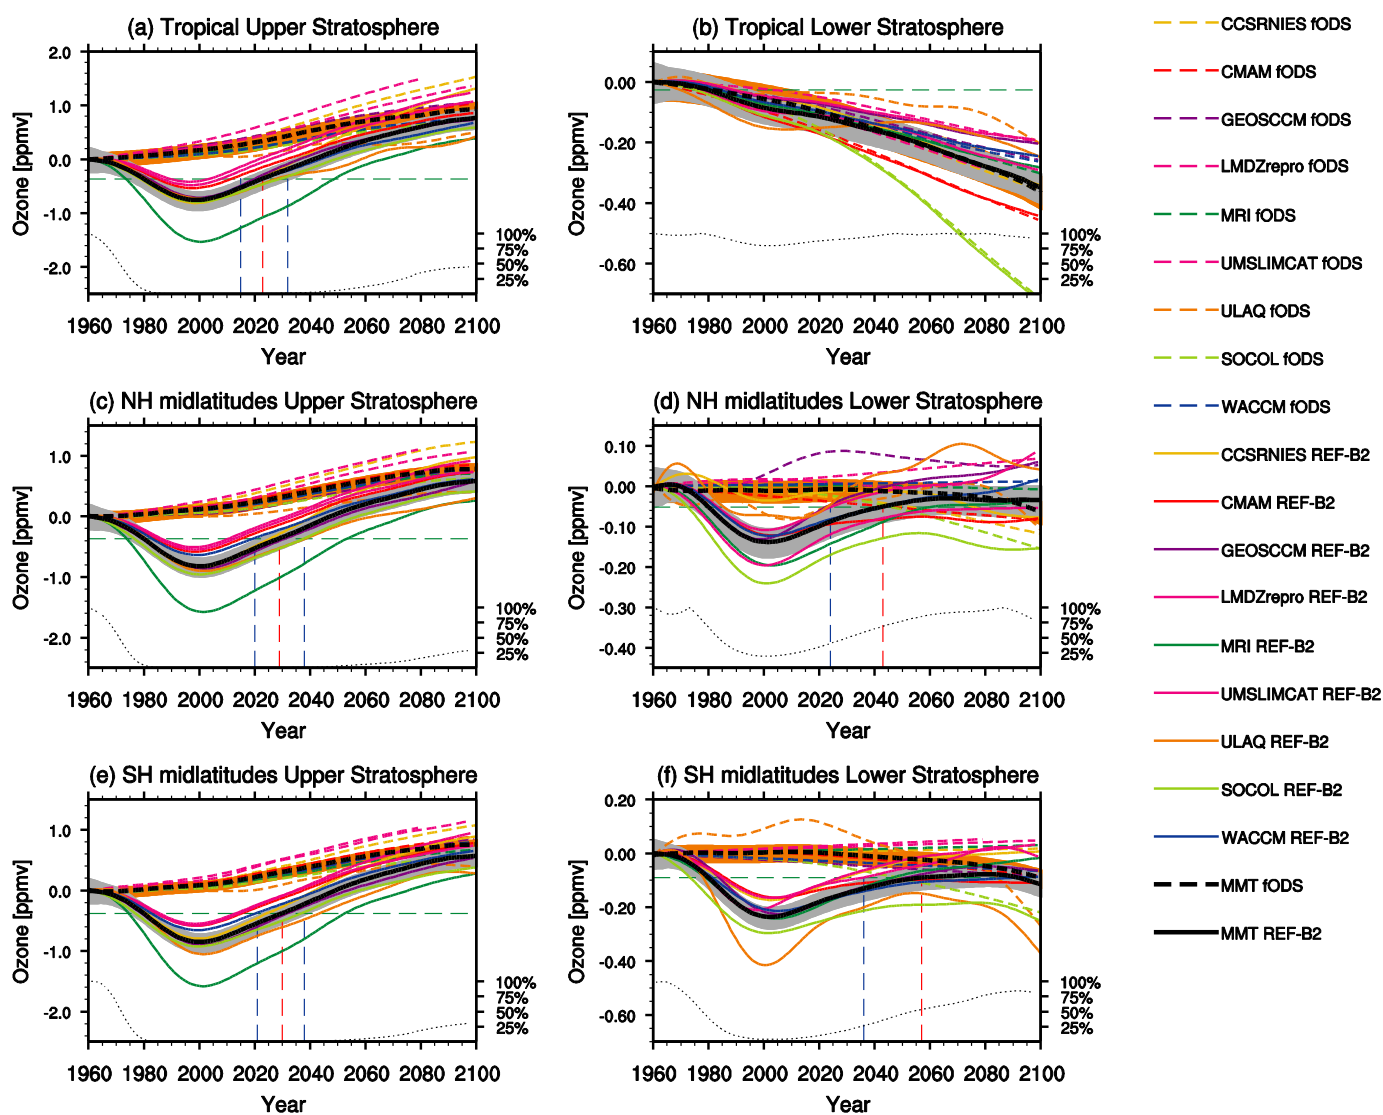 (a) Tropical Upper Stratosphere
2.0
1.0
0.0
-1.0
-2.0
Ozone [ppmv]
100%
75%
50%
25%
1960 1980 2000 2020 2040 2060 2080 2100
Year
(b) Tropical Lower Stratosphere
0.00
-0.20
-0.40
-0.60
Ozone [ppmv]
100%
75%
50%
25%
1960 1980 2000 2020 2040 2060 2080 2100
Year
(c) NH midlatitudes Upper Stratosphere
1.0
0.0
-1.0
-2.0
Ozone [ppmv]
100%
75%
50%
25%
1960 1980 2000 2020 2040 2060 2080 2100
Year
(d) NH midlatitudes Lower Stratosphere
0.10
0.00
-0.10
-0.20
-0.30
-0.40
Ozone [ppmv]
100%
75%
50%
25%
1960 1980 2000 2020 2040 2060 2080 2100
Year
(e) SH midlatitudes Upper Stratosphere
1.0
0.0
-1.0
-2.0
Ozone [ppmv]
100%
75%
50%
25%
1960 1980 2000 2020 2040 2060 2080 2100
Year
(f) SH midlatitudes Lower Stratosphere
0.20
0.00
-0.20
-0.40
-0.60
Ozone [ppmv]
100%
75%
50%
25%
1960 1980 2000 2020 2040 2060 2080 2100
Year
CCSRNIES fODS
CMAM fODS
GEOSCCM fODS
LMDZrepro fODS
MRI fODS
UMSLIMCAT fODS
ULAQ fODS
SOCOL fODS
WACCM fODS
CCSRNIES REF-B2
CMAM REF-B2
GEOSCCM REF-B2
LMDZrepro REF-B2
MRI REF-B2
UMSLIMCAT REF-B2
ULAQ REF-B2
SOCOL REF-B2
WACCM REF-B2
MMT fODS
MMT REF-B2